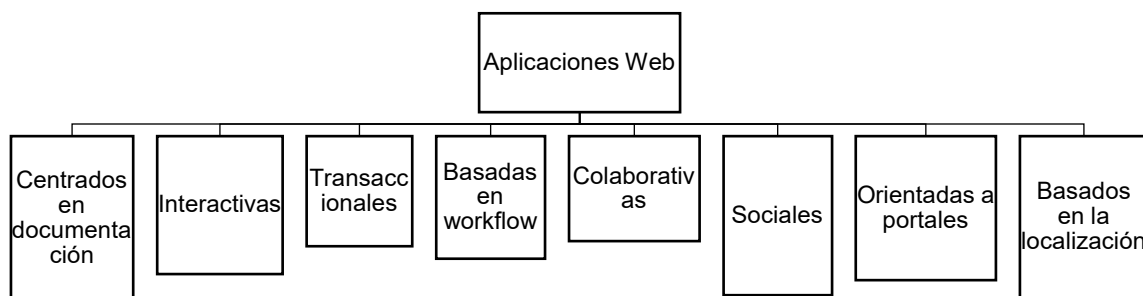 Aplicaciones Web
Centrados
en
documenta
ción
Interactivas
Transacc
ionales
Basadas
en
workflow
Colaborativ
as
Sociales
Orientadas a
portales
Basados
en la
localización